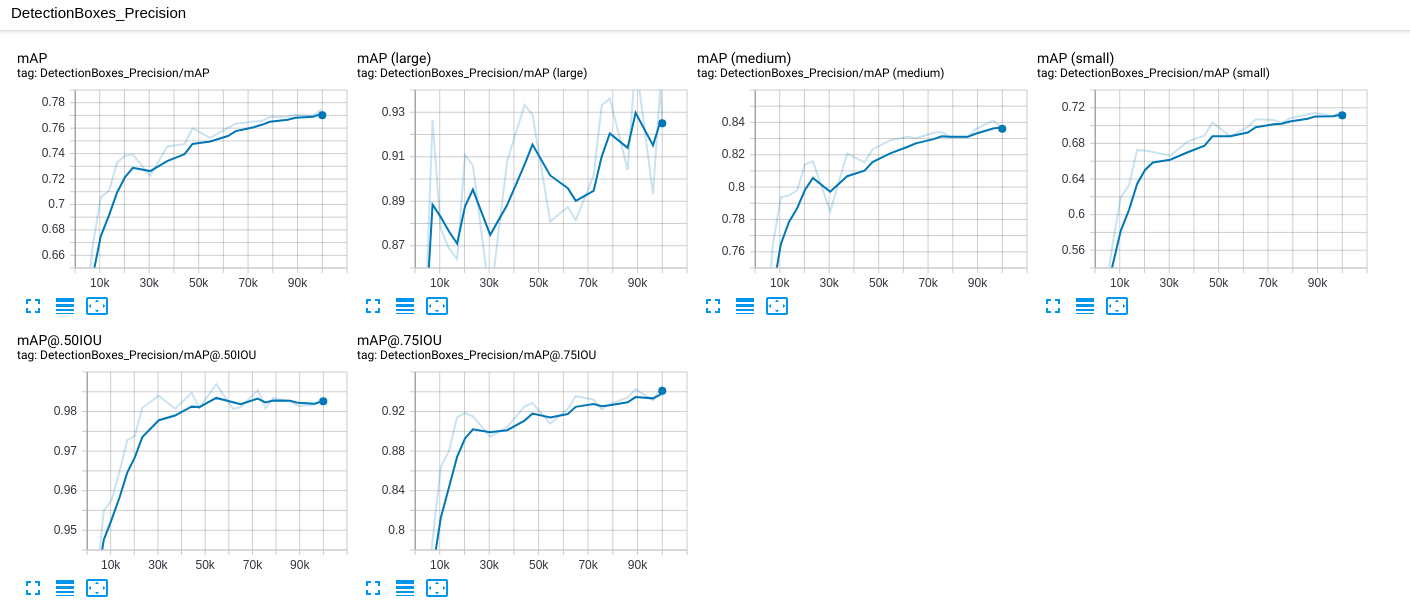 DetectionBoxes_Precision
mAP
tag: DetectionBoxes_Precision/mAP
0.78
0.76
0.74
0.72
0.7
0.68
0.66
10k 30k 50k 70k 90k
mAP (large)
tag: DetectionBoxes_Precision/mAP (large)
0.93
0.91
0.89
0.87
10k 30k 50k 70k 90k
mAP (medium)
tag: DetectionBoxes_Precision/mAP (medium)
0.84
0.82
0.8
0.78
0.76
10k 30k 50k 70k 90k
mAP (small)
tag: DetectionBoxes_Precision/mAP (small)
0.72
0.68
0.64
0.6
0.56
10k 30k 50k 70k 90k
mAP@.50IOU
tag: DetectionBoxes_Precision/mAP@.50IOU
0.98
0.97
0.96
0.95
10k 30k 50k 70k 90k
mAP@.75IOU
tag: DetectionBoxes_Precision/mAP@.75IOU
0.92
0.88
0.84
0.8
10k 30k 50k 70k 90k